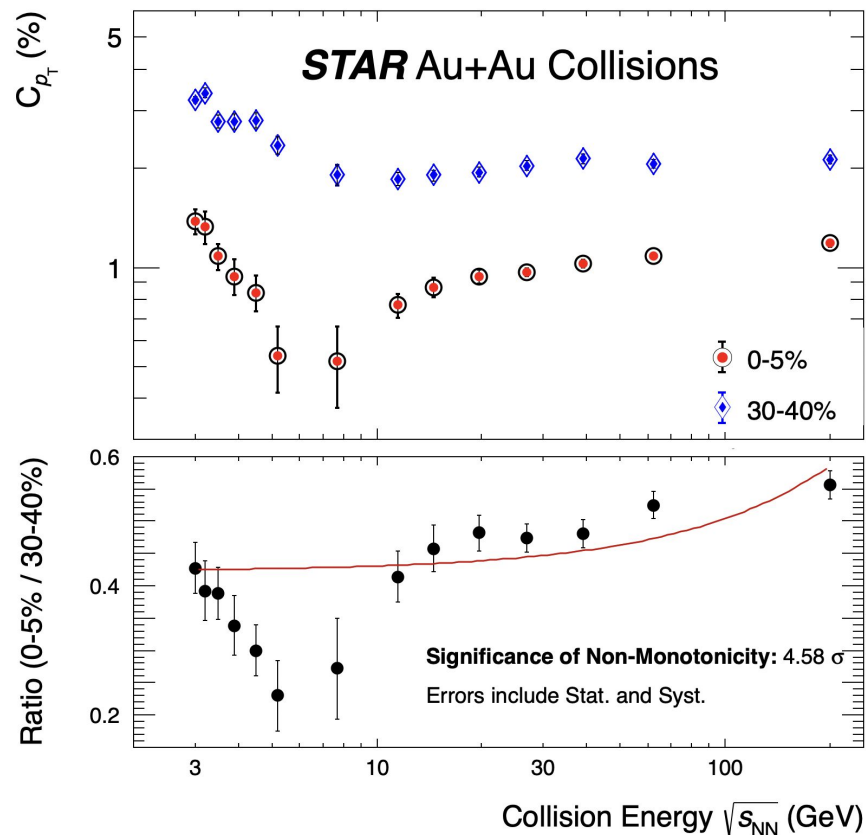 C_{p_T} (%)
5
STAR Au+Au Collisions
1
0-5%
30-40%
Ratio (0-5% / 30-40%)
0.6
0.4
Significance of Non-Monotonicity: 4.58 σ
Errors include Stat. and Syst.
0.2
3 10 30 100
Collision Energy √s_{NN} (GeV)